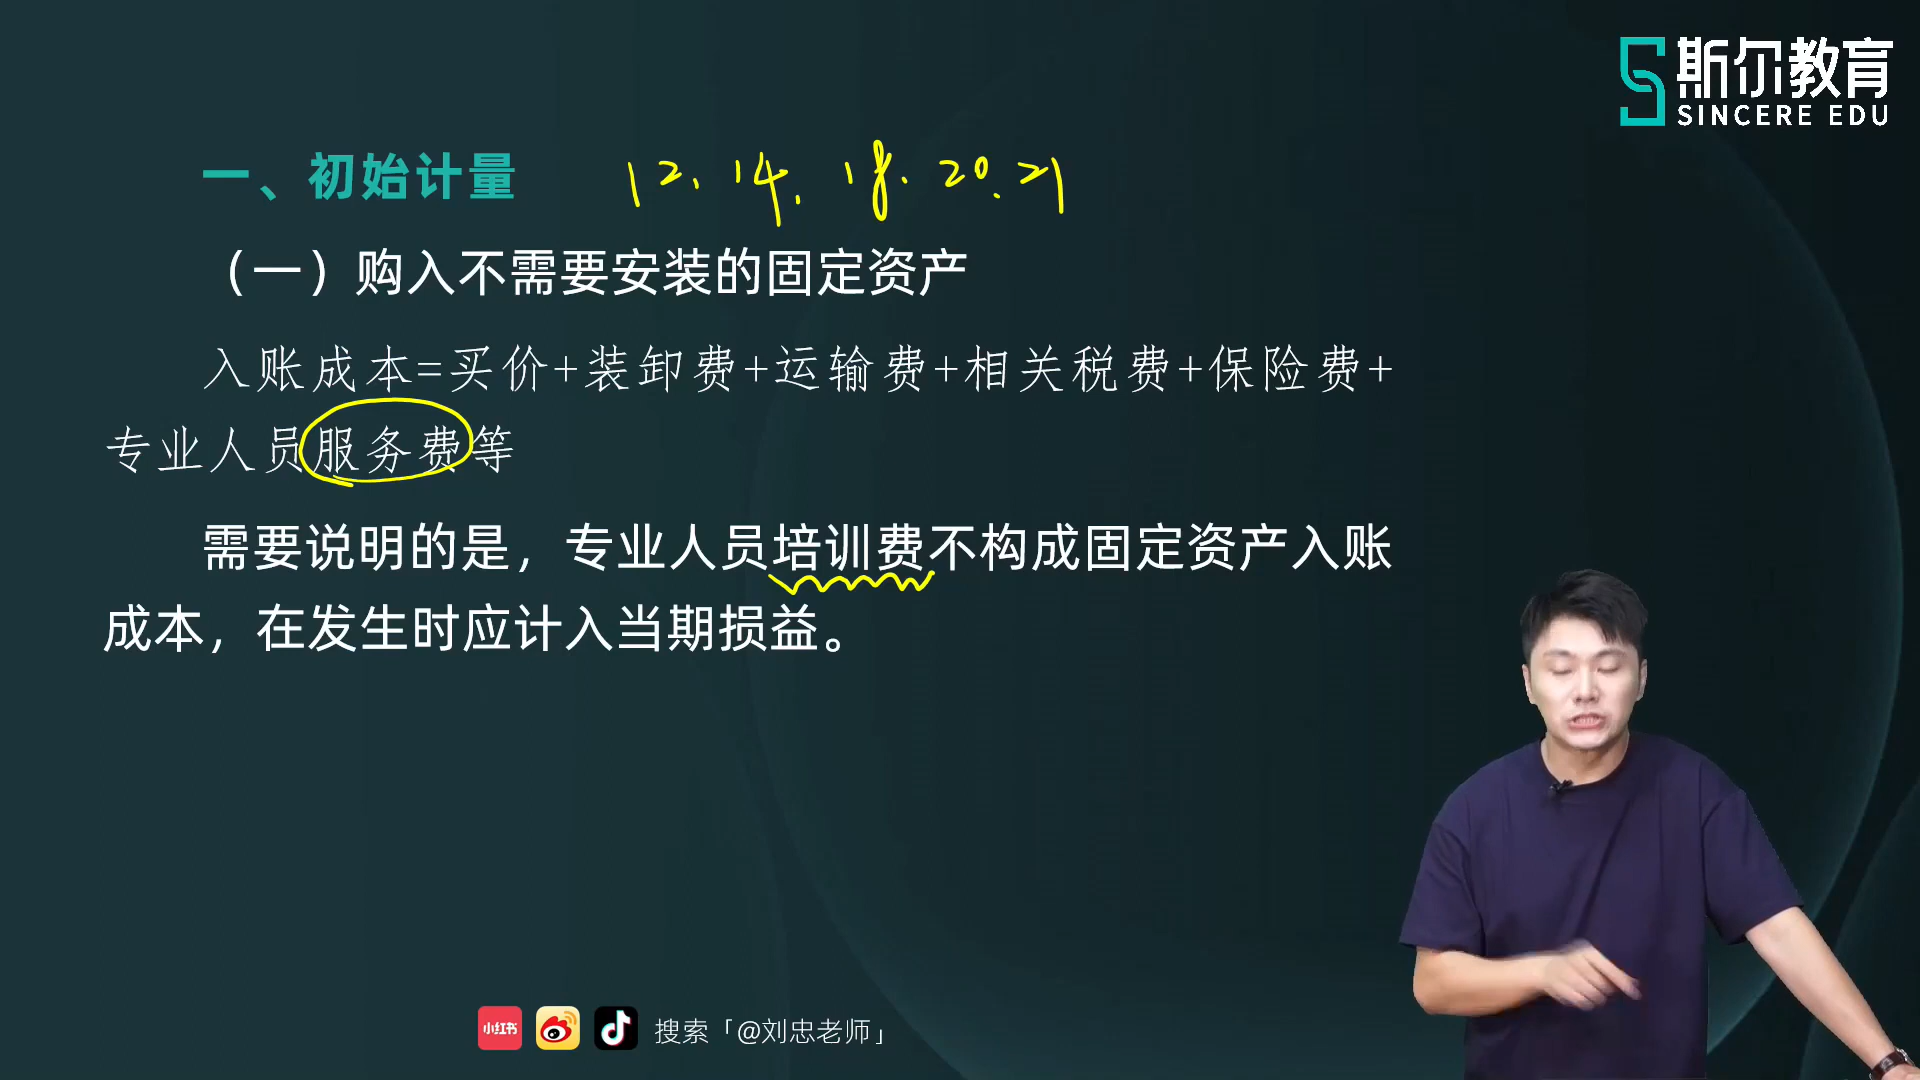 斯尔教育
SINCERE EDU
一、初始计量 12. 14. 18. 20. 21
（一）购入不需要安装的固定资产
入账成本=买价+装卸费+运输费+相关税费+保险费+
专业人员服务费等
需要说明的是，专业人员培训费不构成固定资产入账
成本，在发生时应计入当期损益。
小红书 搜索「@刘忠老师」